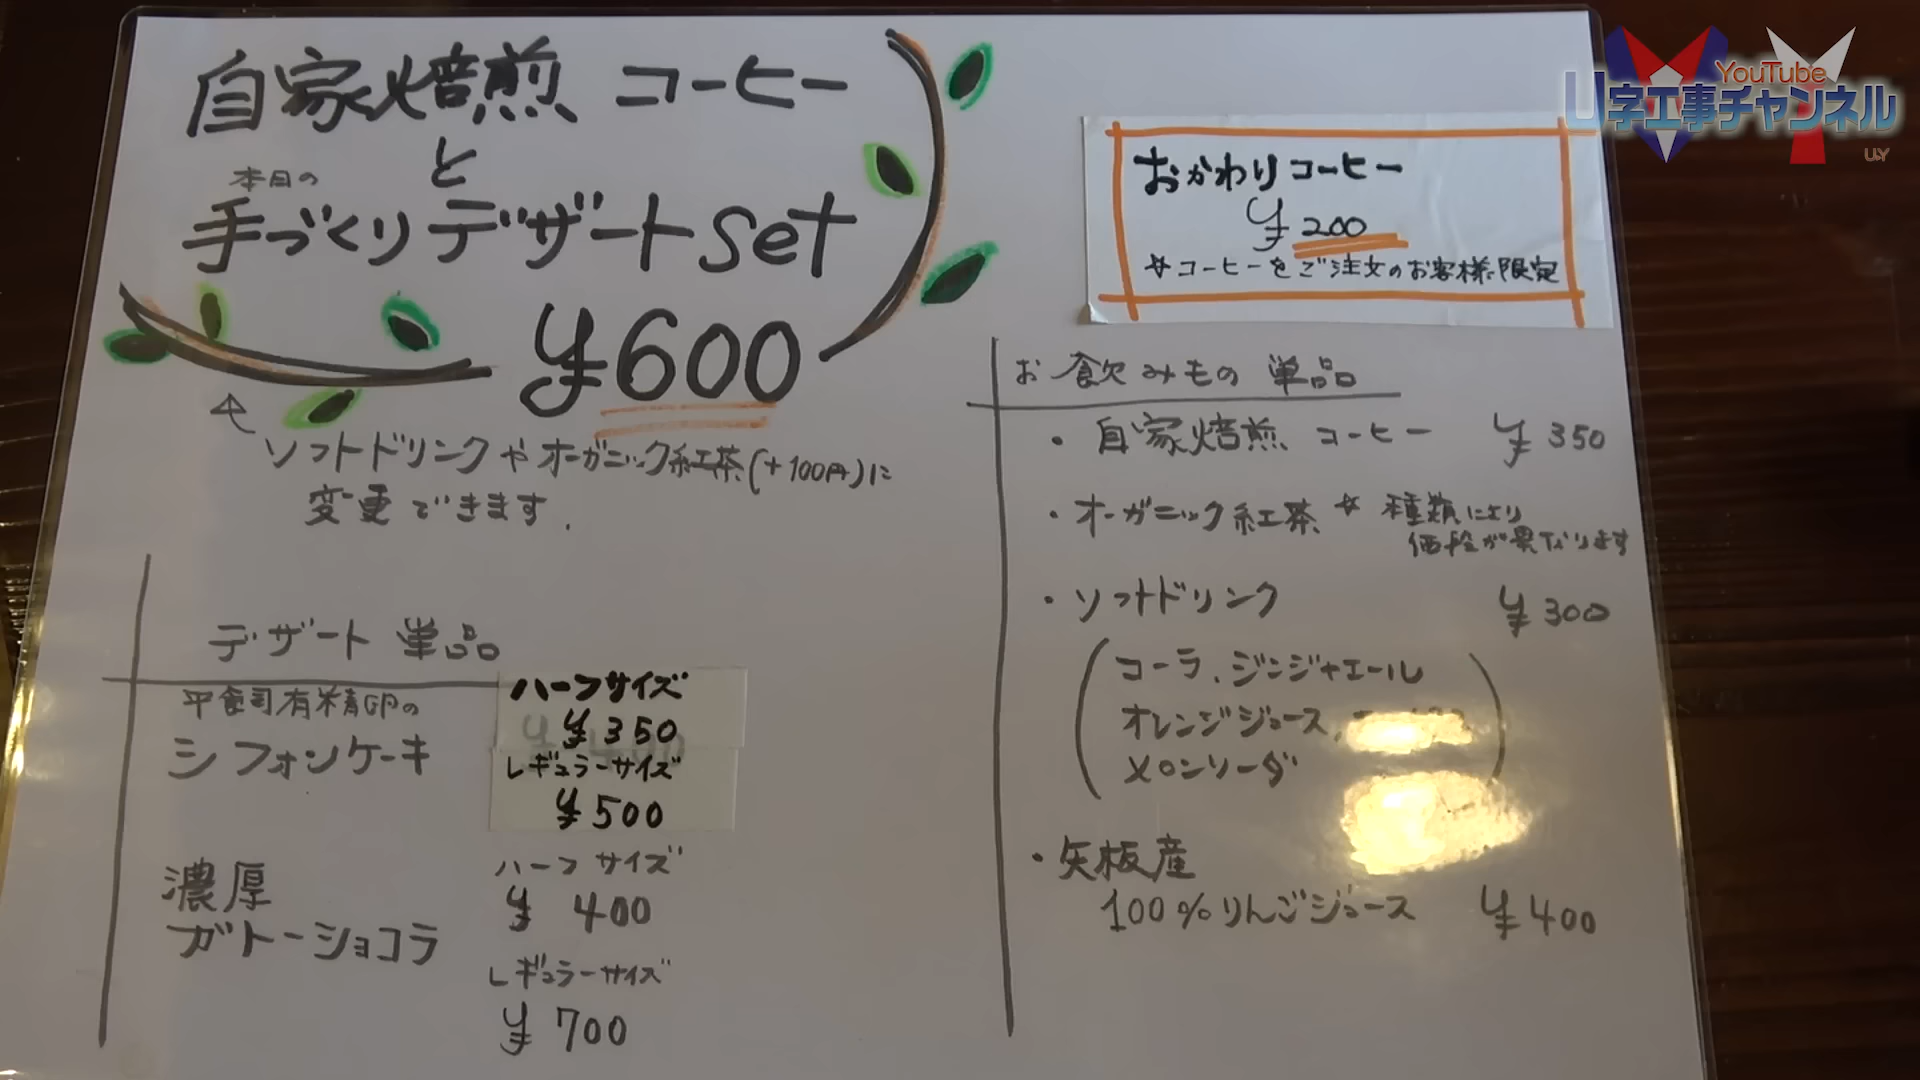 自家焙煎 コーヒー
と
本日の
手づくりデザートset
¥600
ソフトドリンクやオーガニック紅茶(+100円)に
変更できます.
デザート 単品
平飼有精卵の
シフォンケーキ
ハーフサイズ
¥350
レギュラーサイズ
¥500
濃厚
ガトーショコラ
ハーフサイズ
¥400
レギュラーサイズ
¥700
YouTube
U字工事チャンネル
U&Y
おかわりコーヒー
¥200
*コーヒーをご注文のお客様限定
お飲みもの 単品
・自家焙煎 コーヒー ¥350
・オーガニック紅茶 * 種類により
価段が異なります
・ソフトドリンク ¥300
(コーラ、ジンジャエール
オレンジジュース、
メロンソーダ)
・矢板産
100%りんごジュース ¥400